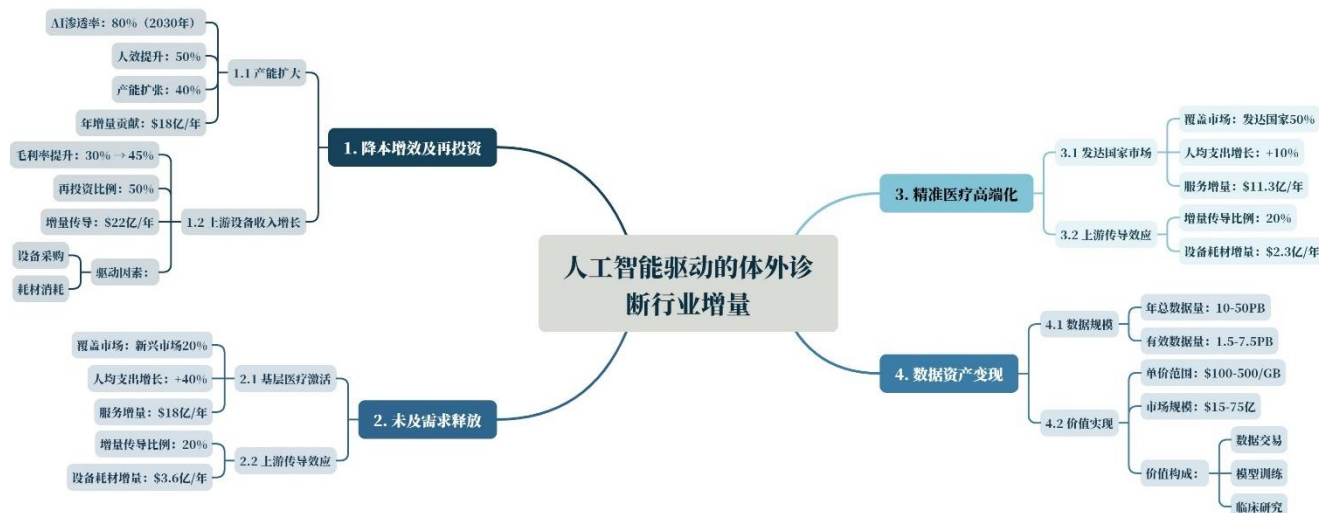 人工智能驱动的体外诊
断行业增量
1. 降本增效及再投资
1.1 产能扩大
AI渗透率：80%（2030年）
人效提升：50%
产能扩张：40%
年增量贡献：$18亿/年
1.2 上游设备收入增长
毛利率提升：30% → 45%
再投资比例：50%
增量传导：$22亿/年
驱动因素：
设备采购
耗材消耗
2. 未及需求释放
2.1 基层医疗激活
覆盖市场：新兴市场20%
人均支出增长：+40%
服务增量：$18亿/年
2.2 上游传导效应
增量传导比例：20%
设备耗材增量：$3.6亿/年
3. 精准医疗高端化
3.1 发达国家市场
覆盖市场：发达国家50%
人均支出增长：+10%
服务增量：$11.3亿/年
3.2 上游传导效应
增量传导比例：20%
设备耗材增量：$2.3亿/年
4. 数据资产变现
4.1 数据规模
年总数据量：10-50PB
有效数据量：1.5-7.5PB
4.2 价值实现
单价范围：$100-500/GB
市场规模：$15-75亿
价值构成：
数据交易
模型训练
临床研究